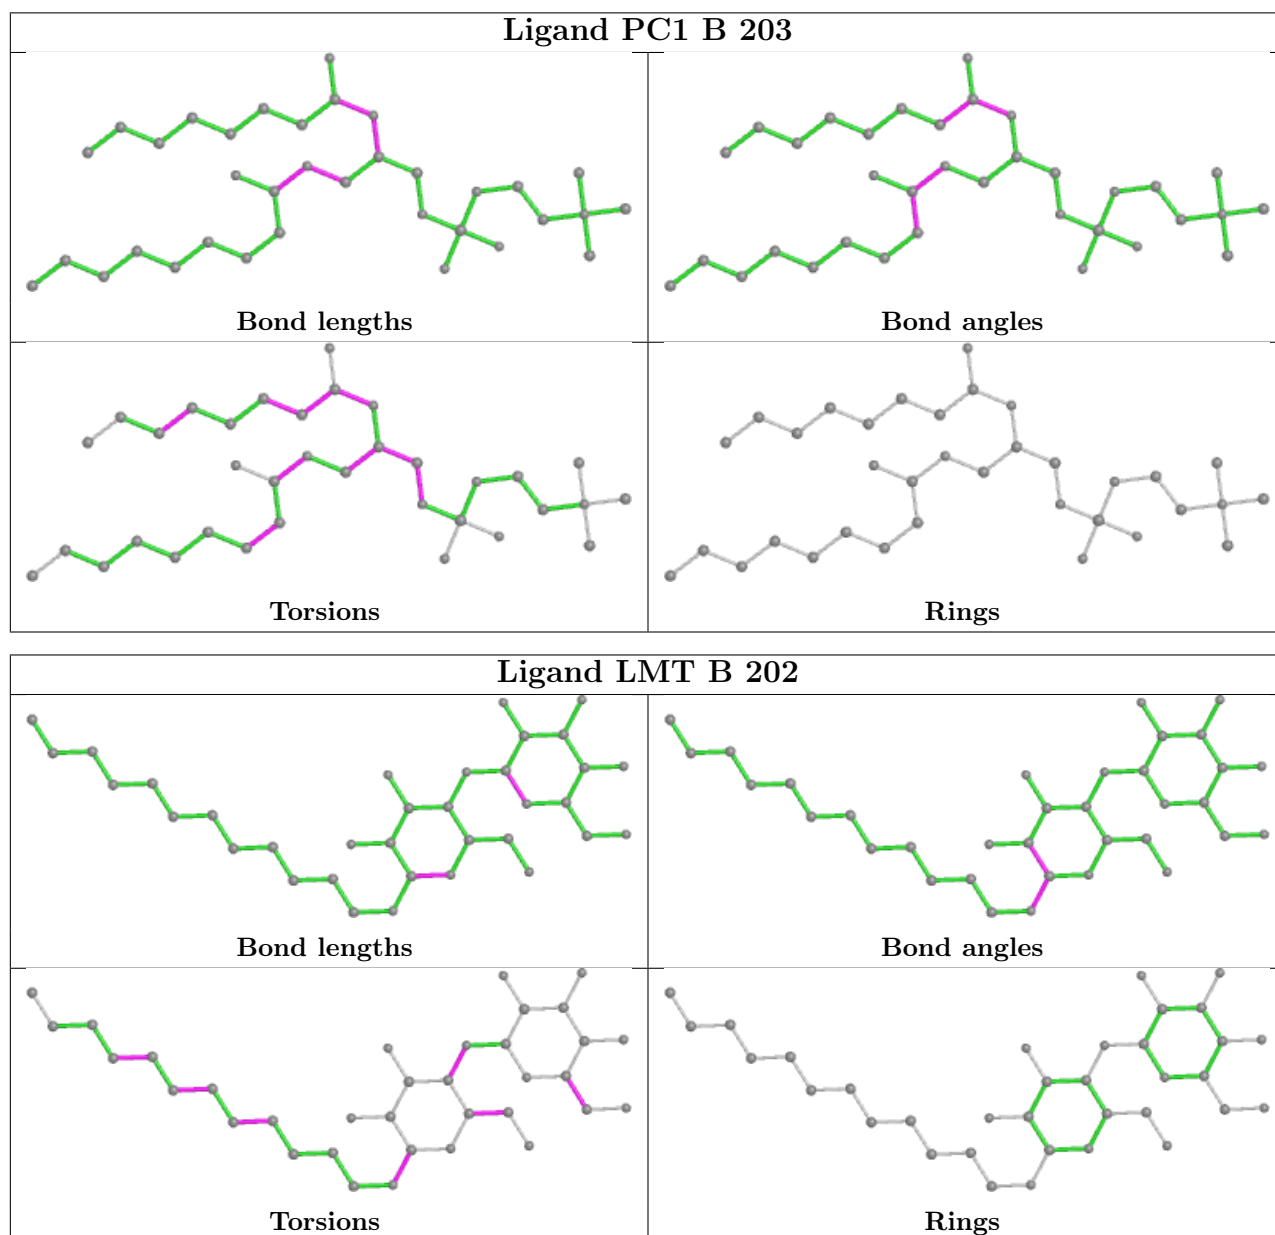 Ligand PC1 B 203
Bond lengths
Bond angles
Torsions
Rings
Ligand LMT B 202
Bond lengths
Bond angles
Torsions
Rings